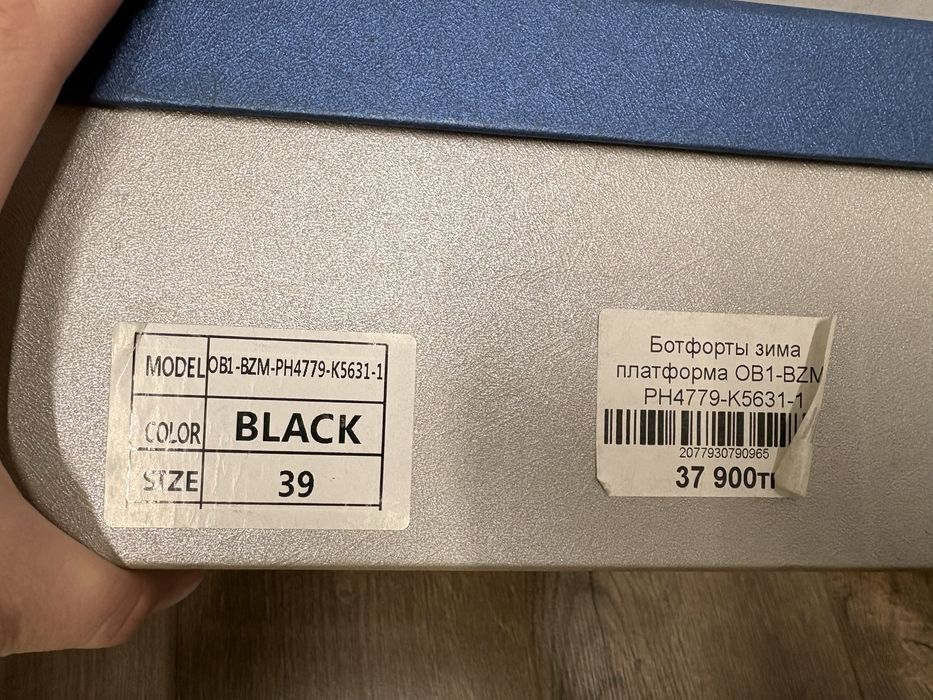 MODEL OB1-BZM-PH4779-K5631-1
COLOR BLACK
SIZE 39
Ботфорты зима
платформа OB1-BZM
PH4779-K5631-1
2077930790965
37 900